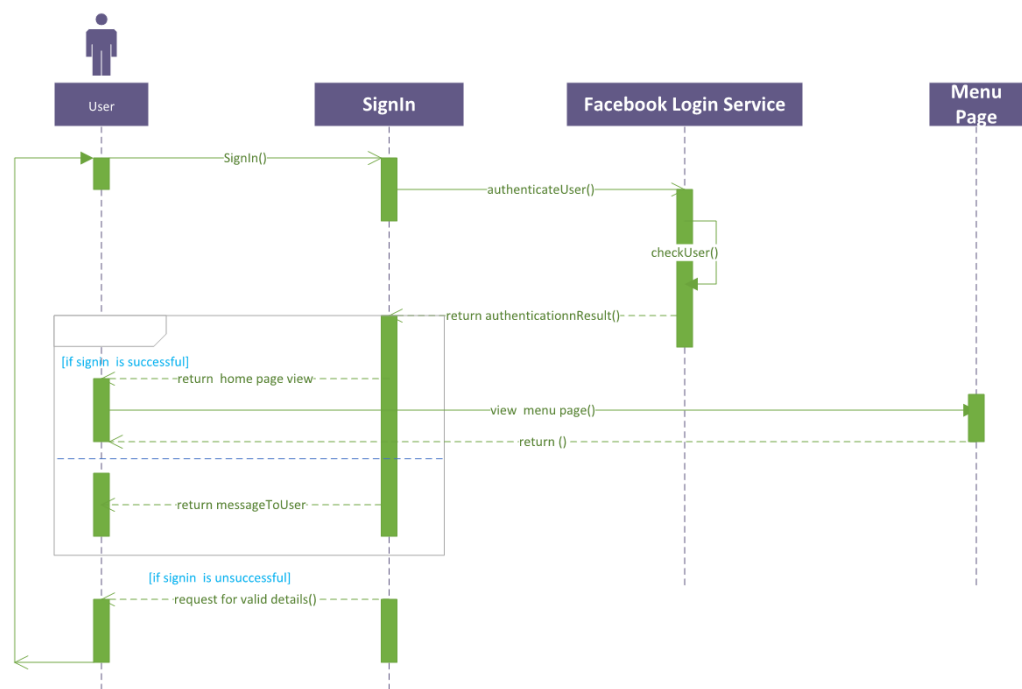 User
SignIn
Facebook Login Service
Menu
Page
SignIn()
authenticateUser()
checkUser()
return authenticationnResult()
[if signin  is successful]
return  home page view
view  menu page()
return ()
return messageToUser
[if signin  is unsuccessful]
request for valid details()